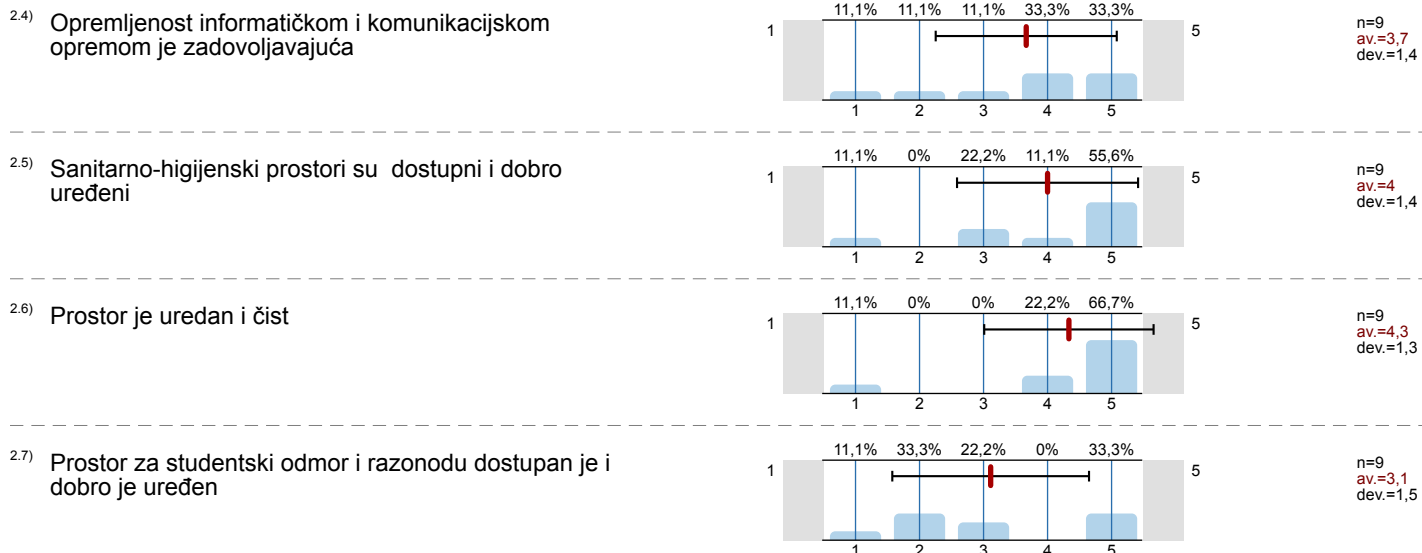 2.4) Opremljenost informatičkom i komunikacijskom
opremom je zadovoljavajuća
11,1% 11,1% 11,1% 33,3% 33,3%
1 5
1 2 3 4 5
n=9
av.=3,7
dev.=1,4
2.5) Sanitarno-higijenski prostori su  dostupni i dobro
uređeni
11,1% 0% 22,2% 11,1% 55,6%
1 5
1 2 3 4 5
n=9
av.=4
dev.=1,4
2.6) Prostor je uredan i čist
11,1% 0% 0% 22,2% 66,7%
1 5
1 2 3 4 5
n=9
av.=4,3
dev.=1,3
2.7) Prostor za studentski odmor i razonodu dostupan je i
dobro je uređen
11,1% 33,3% 22,2% 0% 33,3%
1 5
1 2 3 4 5
n=9
av.=3,1
dev.=1,5